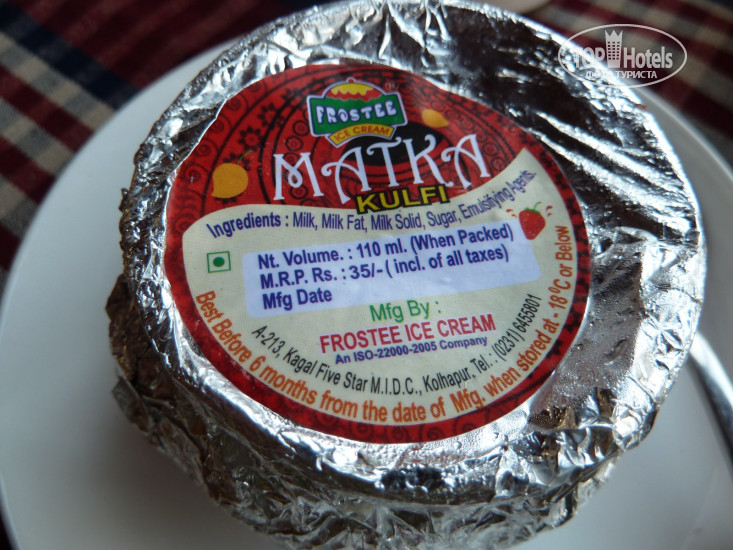 FROSTEE
ICE CREAM
MATKA
KULFI
Ingredients : Milk, Milk Fat, Milk Solid, Sugar, Emulsitying Agents.
Nt. Volume. : 110 ml. (When Packed)
M.R.P. Rs. : 35/- ( incl. of all taxes)
Mfg Date
Mfg By :
FROSTEE ICE CREAM
An ISO-22000-2005 Company
A-213, Kagal Five Star M.I.D.C., Kolhapur. Tel.: (0231) 6455801
Best Before 6 months from the date of Mfg. when stored at - 18°c or Below
TOP Hotels
ТУРИСТА